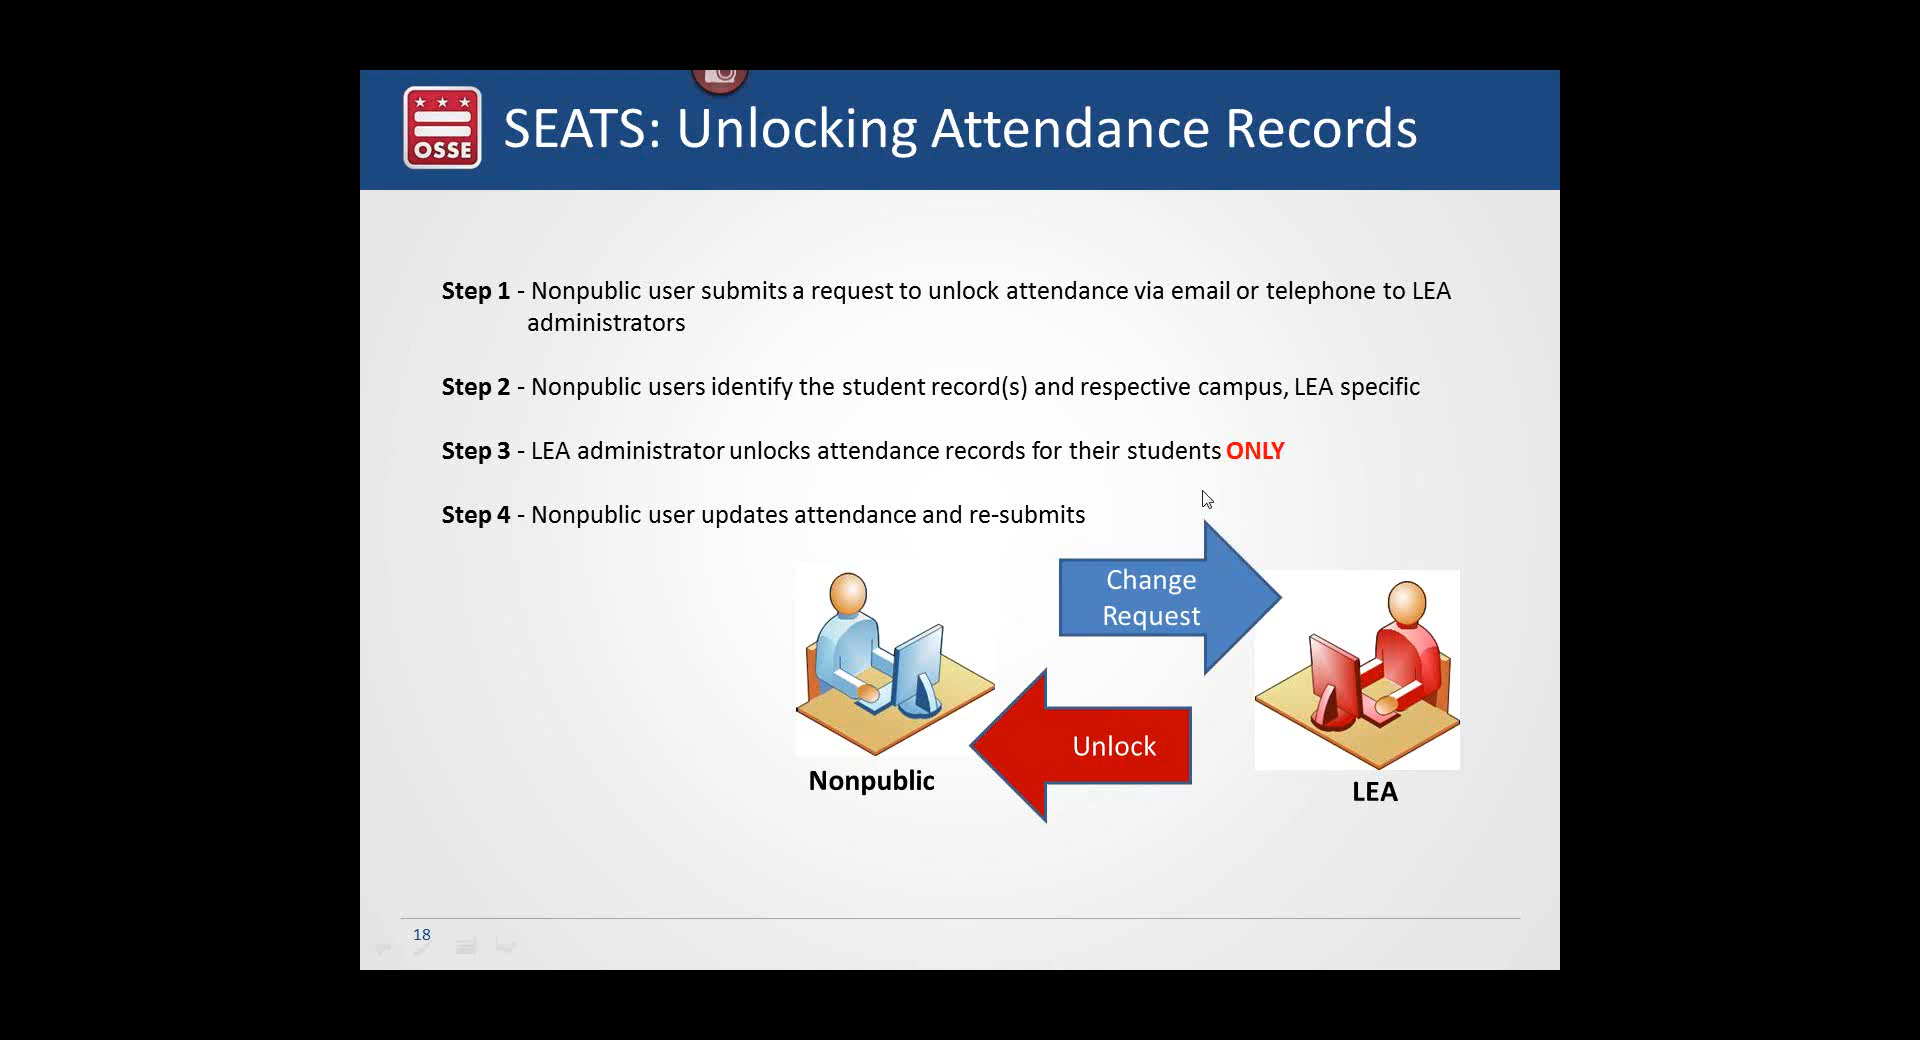 OSSE
SEATS: Unlocking Attendance Records
Step 1 - Nonpublic user submits a request to unlock attendance via email or telephone to LEA
administrators
Step 2 - Nonpublic users identify the student record(s) and respective campus, LEA specific
Step 3 - LEA administrator unlocks attendance records for their students ONLY
Step 4 - Nonpublic user updates attendance and re-submits
Change
Request
Unlock
Nonpublic
LEA
18